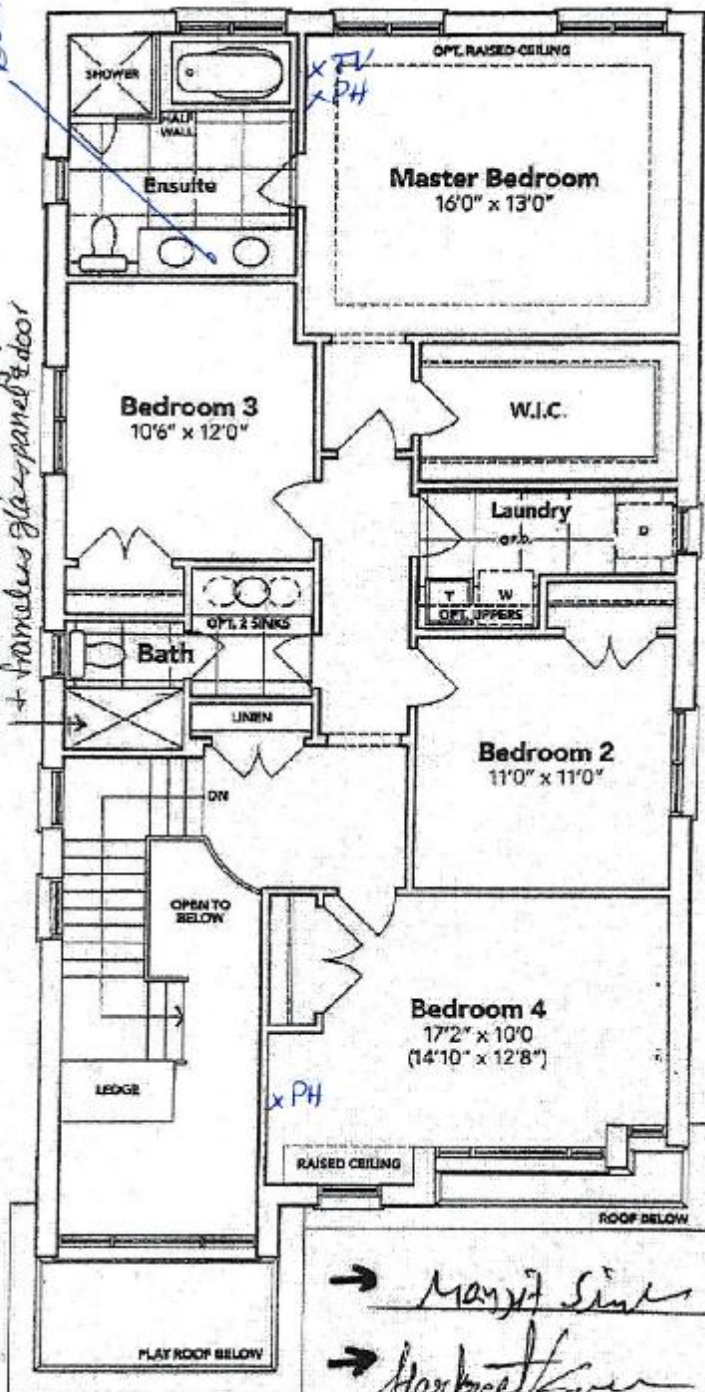 OPT. RAISED CEILING
SHOWER
x TV
x PH
HALF
WALL
Ensuite
Master Bedroom
16'0" x 13'0"
+ frameless glass panel & door
Bedroom 3
10'6" x 12'0"
W.I.C.
Laundry
F.D.
D
T
W
OPT. UPPERS
OPT. 2 SINKS
Bath
LINEN
Bedroom 2
11'0" x 11'0"
DN
OPEN TO
BELOW
Bedroom 4
17'2" x 10'0
(14'10" x 12'8")
LEDGE
x PH
RAISED CEILING
ROOF BELOW
FLAT ROOF BELOW